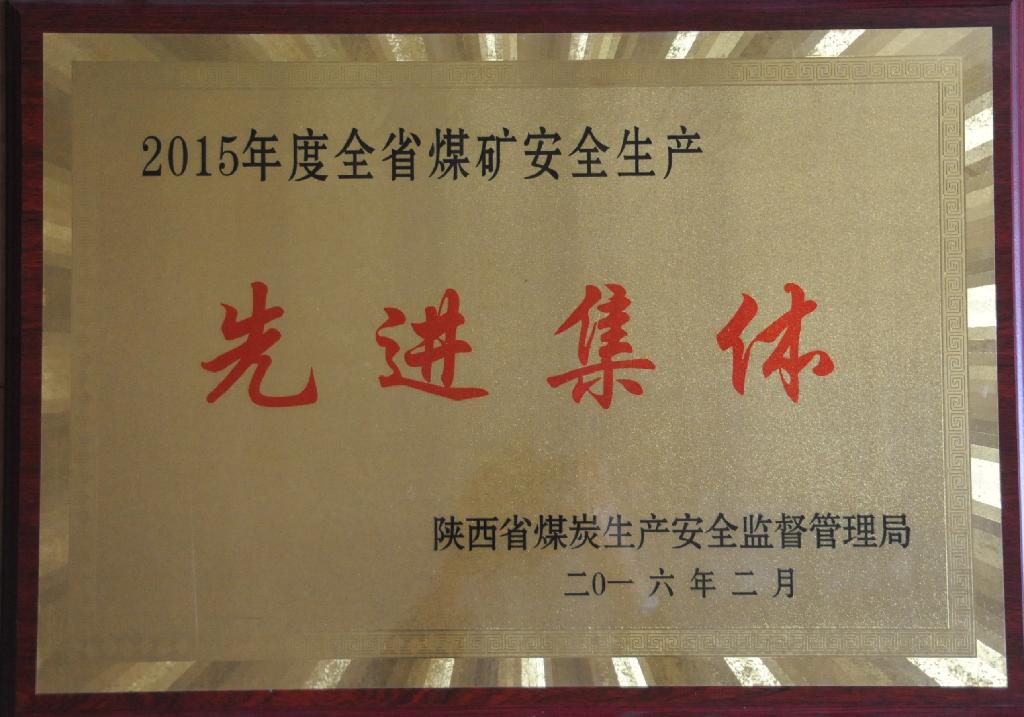 2015年度全省煤矿安全生产
先进集体
陕西省煤炭生产安全监督管理局
二0一六年二月